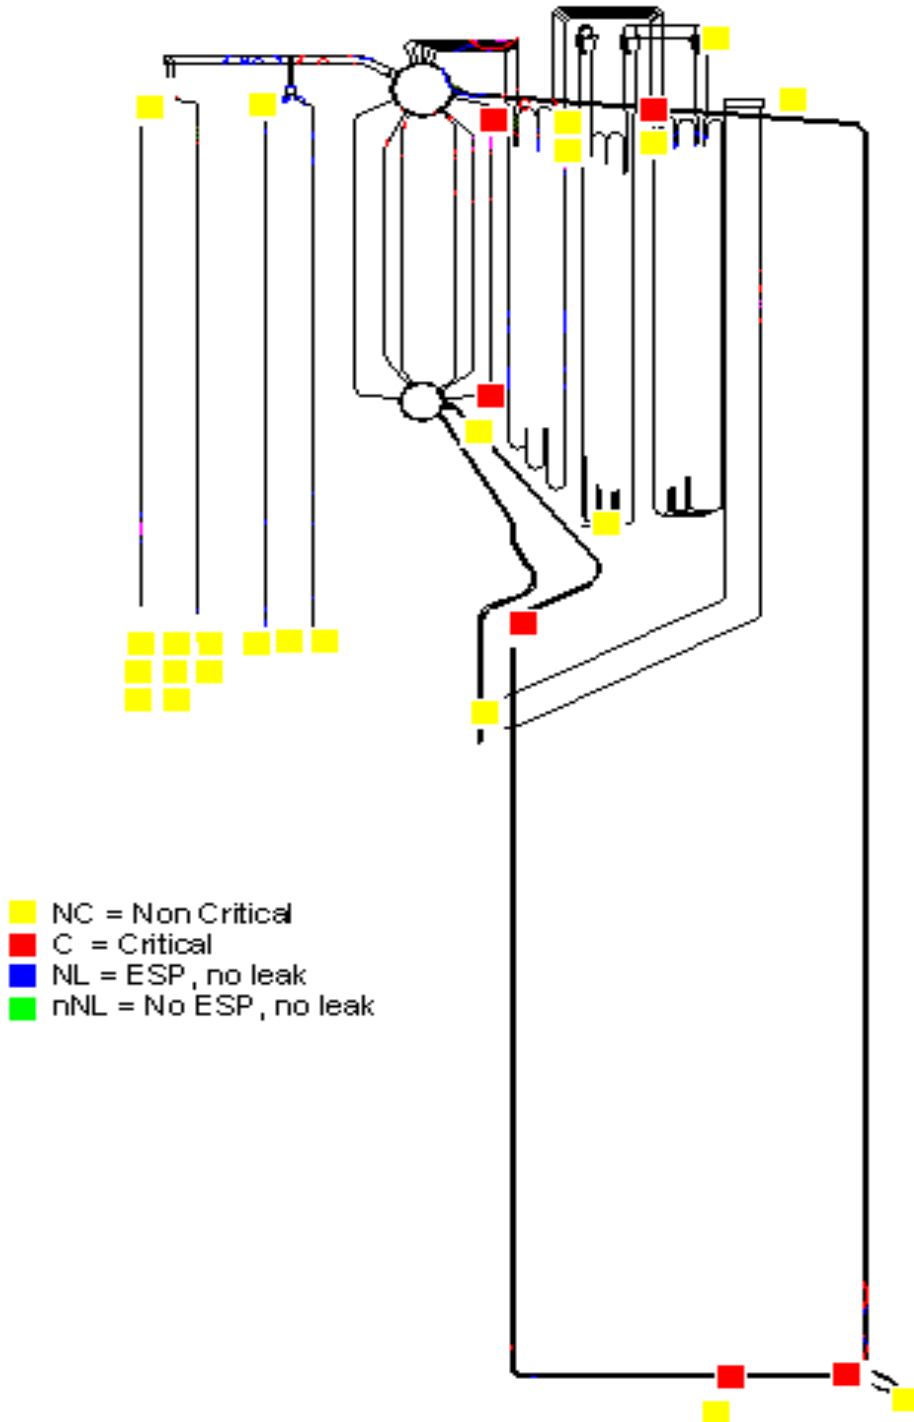 NC = Non Critical
C = Critical
NL = ESP, no leak
nNL = No ESP, no leak